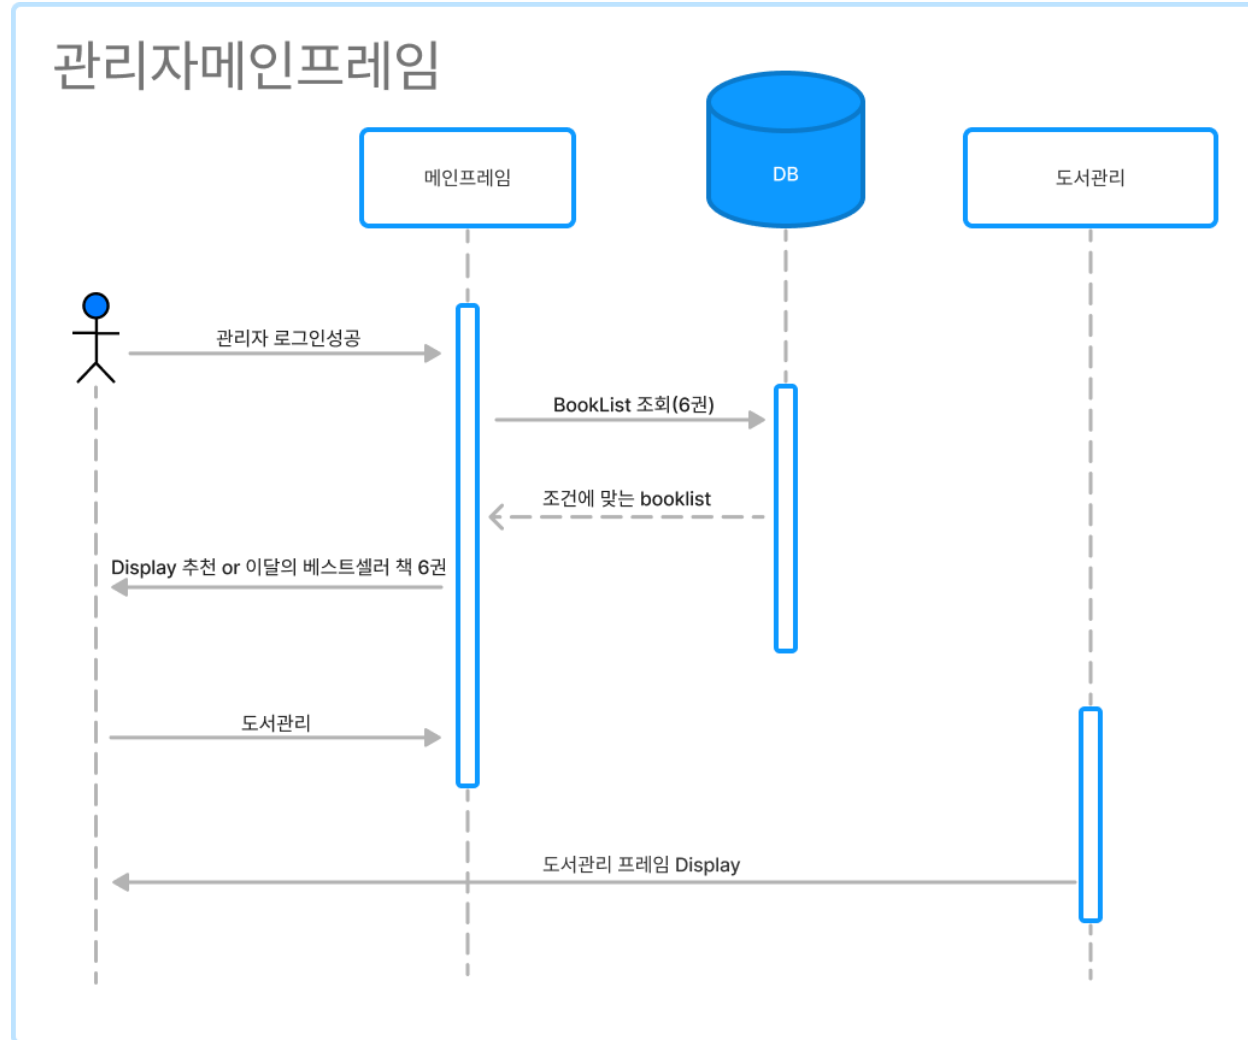 관리자메인프레임
메인프레임
DB
도서관리
관리자 로그인성공
BookList 조회(6권)
조건에 맞는 booklist
Display 추천 or 이달의 베스트셀러 책 6권
도서관리
도서관리 프레임 Display